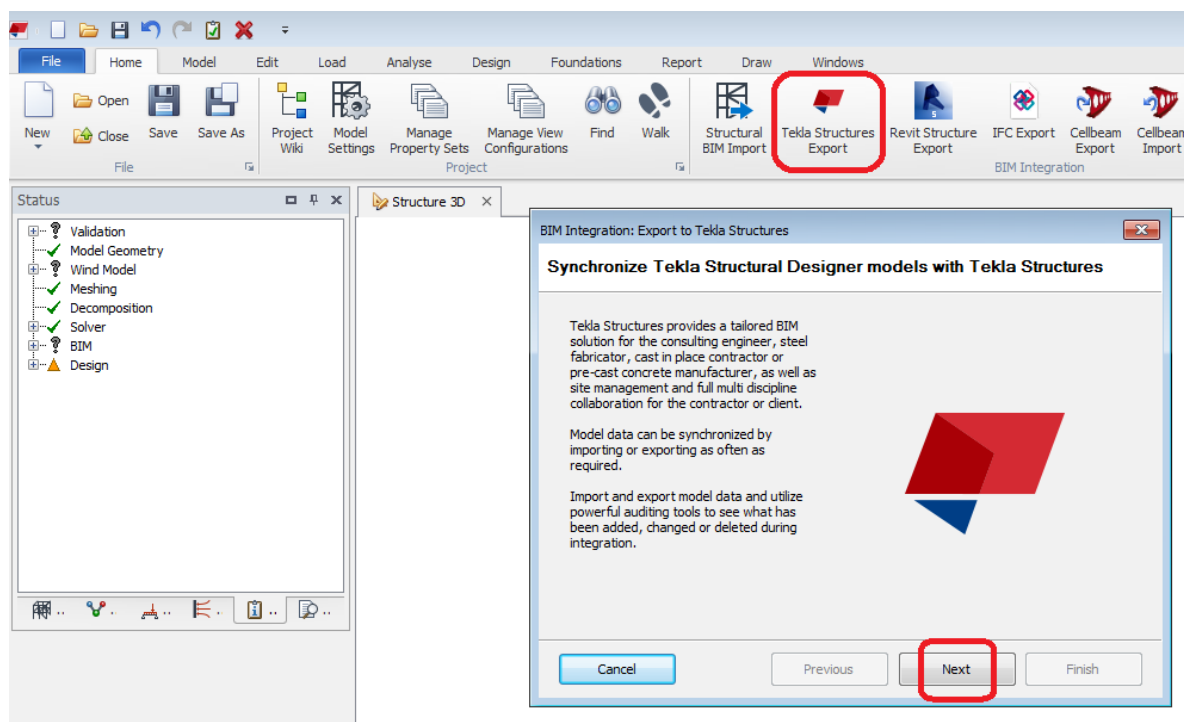 File Home Model Edit Load Analyse Design Foundations Report Draw Windows
New Open Close Save Save As Project Wiki Model Settings Manage Property Sets Manage View Configurations Find Walk Structural BIM Import Tekla Structures Export Revit Structure Export IFC Export Cellbeam Export Cellbeam Import
File Project BIM Integration
Status
Structure 3D
Validation
Model Geometry
Wind Model
Meshing
Decomposition
Solver
BIM
Design
BIM Integration: Export to Tekla Structures
Synchronize Tekla Structural Designer models with Tekla Structures
Tekla Structures provides a tailored BIM
solution for the consulting engineer, steel
fabricator, cast in place contractor or
pre-cast concrete manufacturer, as well as
site management and full multi discipline
collaboration for the contractor or client.
Model data can be synchronized by
importing or exporting as often as
required.
Import and export model data and utilize
powerful auditing tools to see what has
been added, changed or deleted during
integration.
Cancel Previous Next Finish